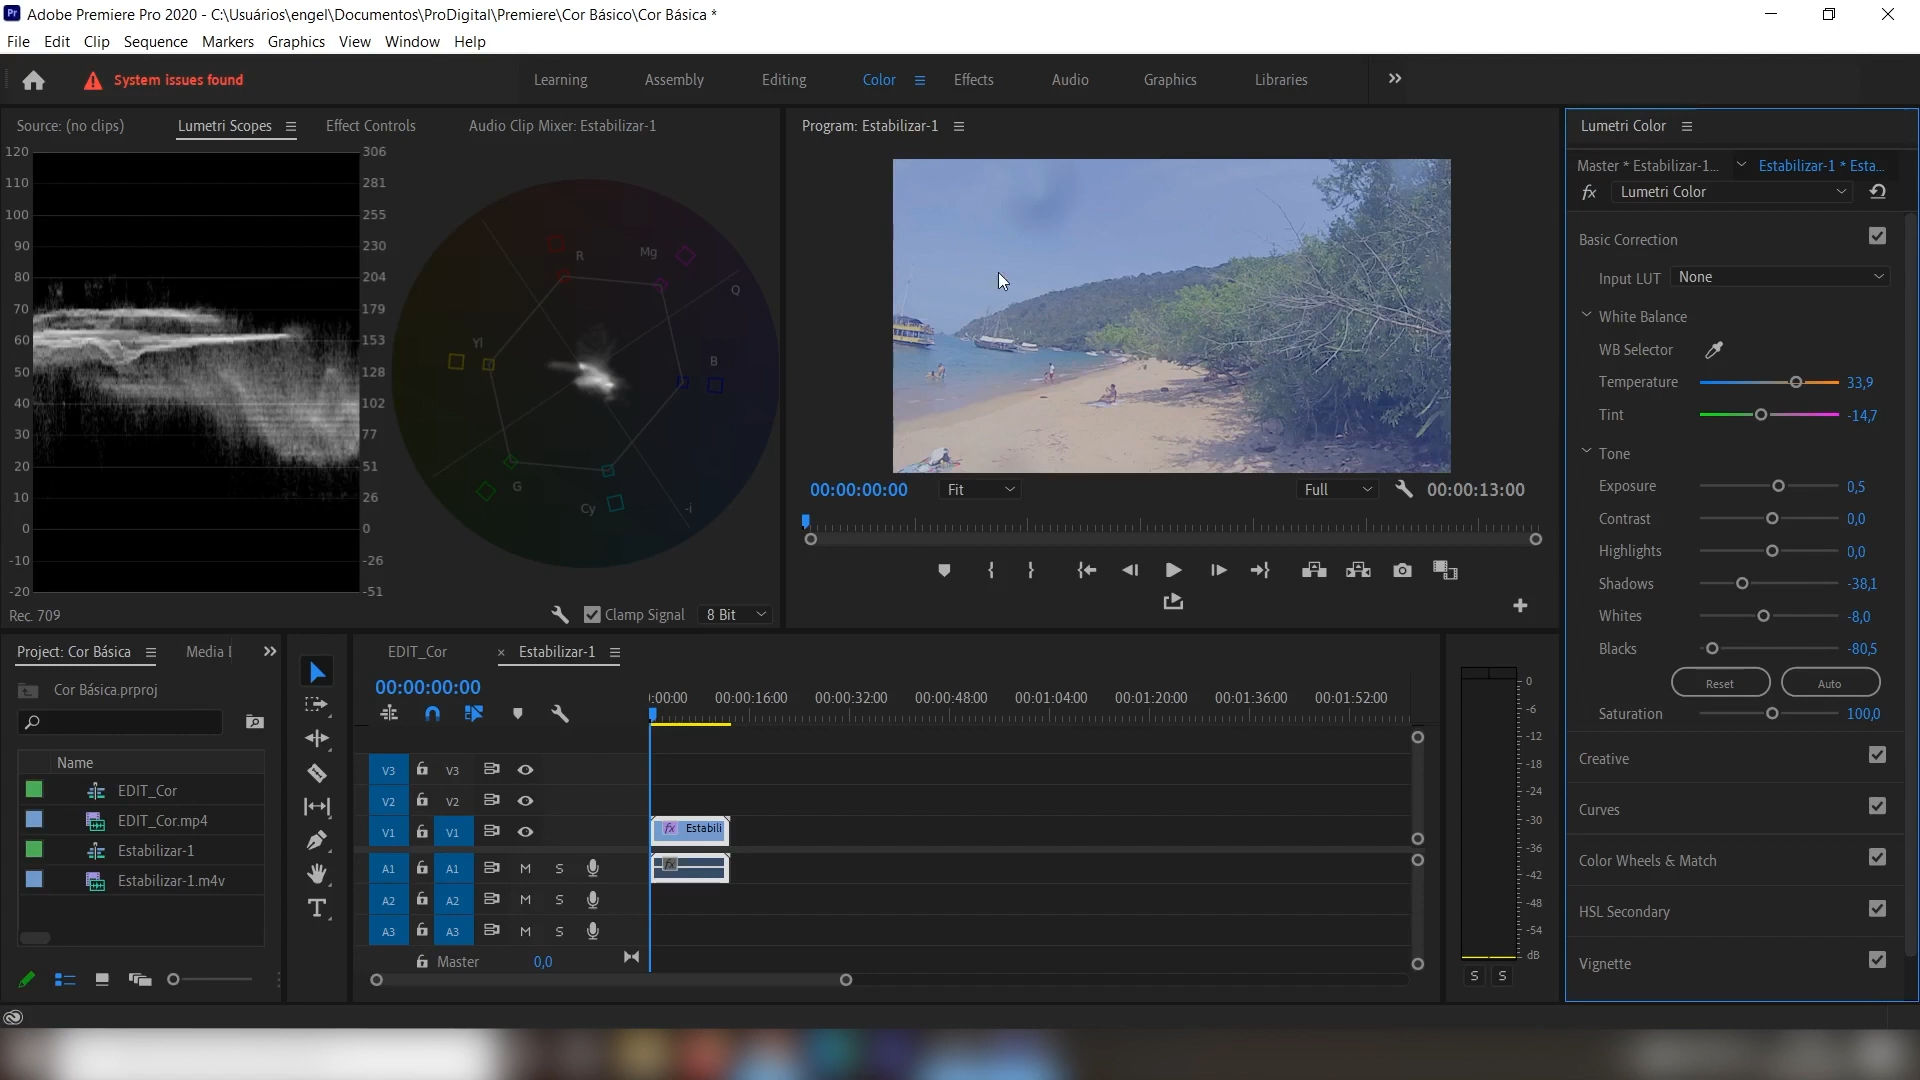 Adobe Premiere Pro 2020 - C:\Usuários\engel\Documentos\ProDigital\Premiere\Cor Básico\Cor Básica *
File Edit Clip Sequence Markers Graphics View Window Help
System issues found
Learning Assembly Editing Color Effects Audio Graphics Libraries
Source: (no clips) Lumetri Scopes Effect Controls Audio Clip Mixer: Estabilizar-1
120 306
110 281
100 255
90 230
80 204
70 179
60 153
50 128
40 102
30 77
20 51
10 26
0 0
-10 -26
-20 -51
R Mg Q B -i Cy G Yl
Rec. 709 Clamp Signal 8 Bit
Program: Estabilizar-1
00:00:00:00 Fit Full 00:00:13:00
Lumetri Color
Master * Estabilizar-1... Estabilizar-1 * Esta...
fx Lumetri Color
Basic Correction
Input LUT None
White Balance
WB Selector
Temperature 33,9
Tint -14,7
Tone
Exposure 0,5
Contrast 0,0
Highlights 0,0
Shadows -38,1
Whites -8,0
Blacks -80,5
Reset Auto
Saturation 100,0
Creative
Curves
Color Wheels & Match
HSL Secondary
Vignette
Project: Cor Básica Media I
Cor Básica.prproj
Name
EDIT_Cor
EDIT_Cor.mp4
Estabilizar-1
Estabilizar-1.m4v
EDIT_Cor × Estabilizar-1
00:00:00:00
:00:00 00:00:16:00 00:00:32:00 00:00:48:00 00:01:04:00 00:01:20:00 00:01:36:00 00:01:52:00
V3 V3
V2 V2
V1 V1 fx Estabili
A1 A1 M S fx
A2 A2 M S
A3 A3 M S
Master 0,0
0
-6
-12
-18
-24
-30
-36
-42
-48
-54
dB
S S